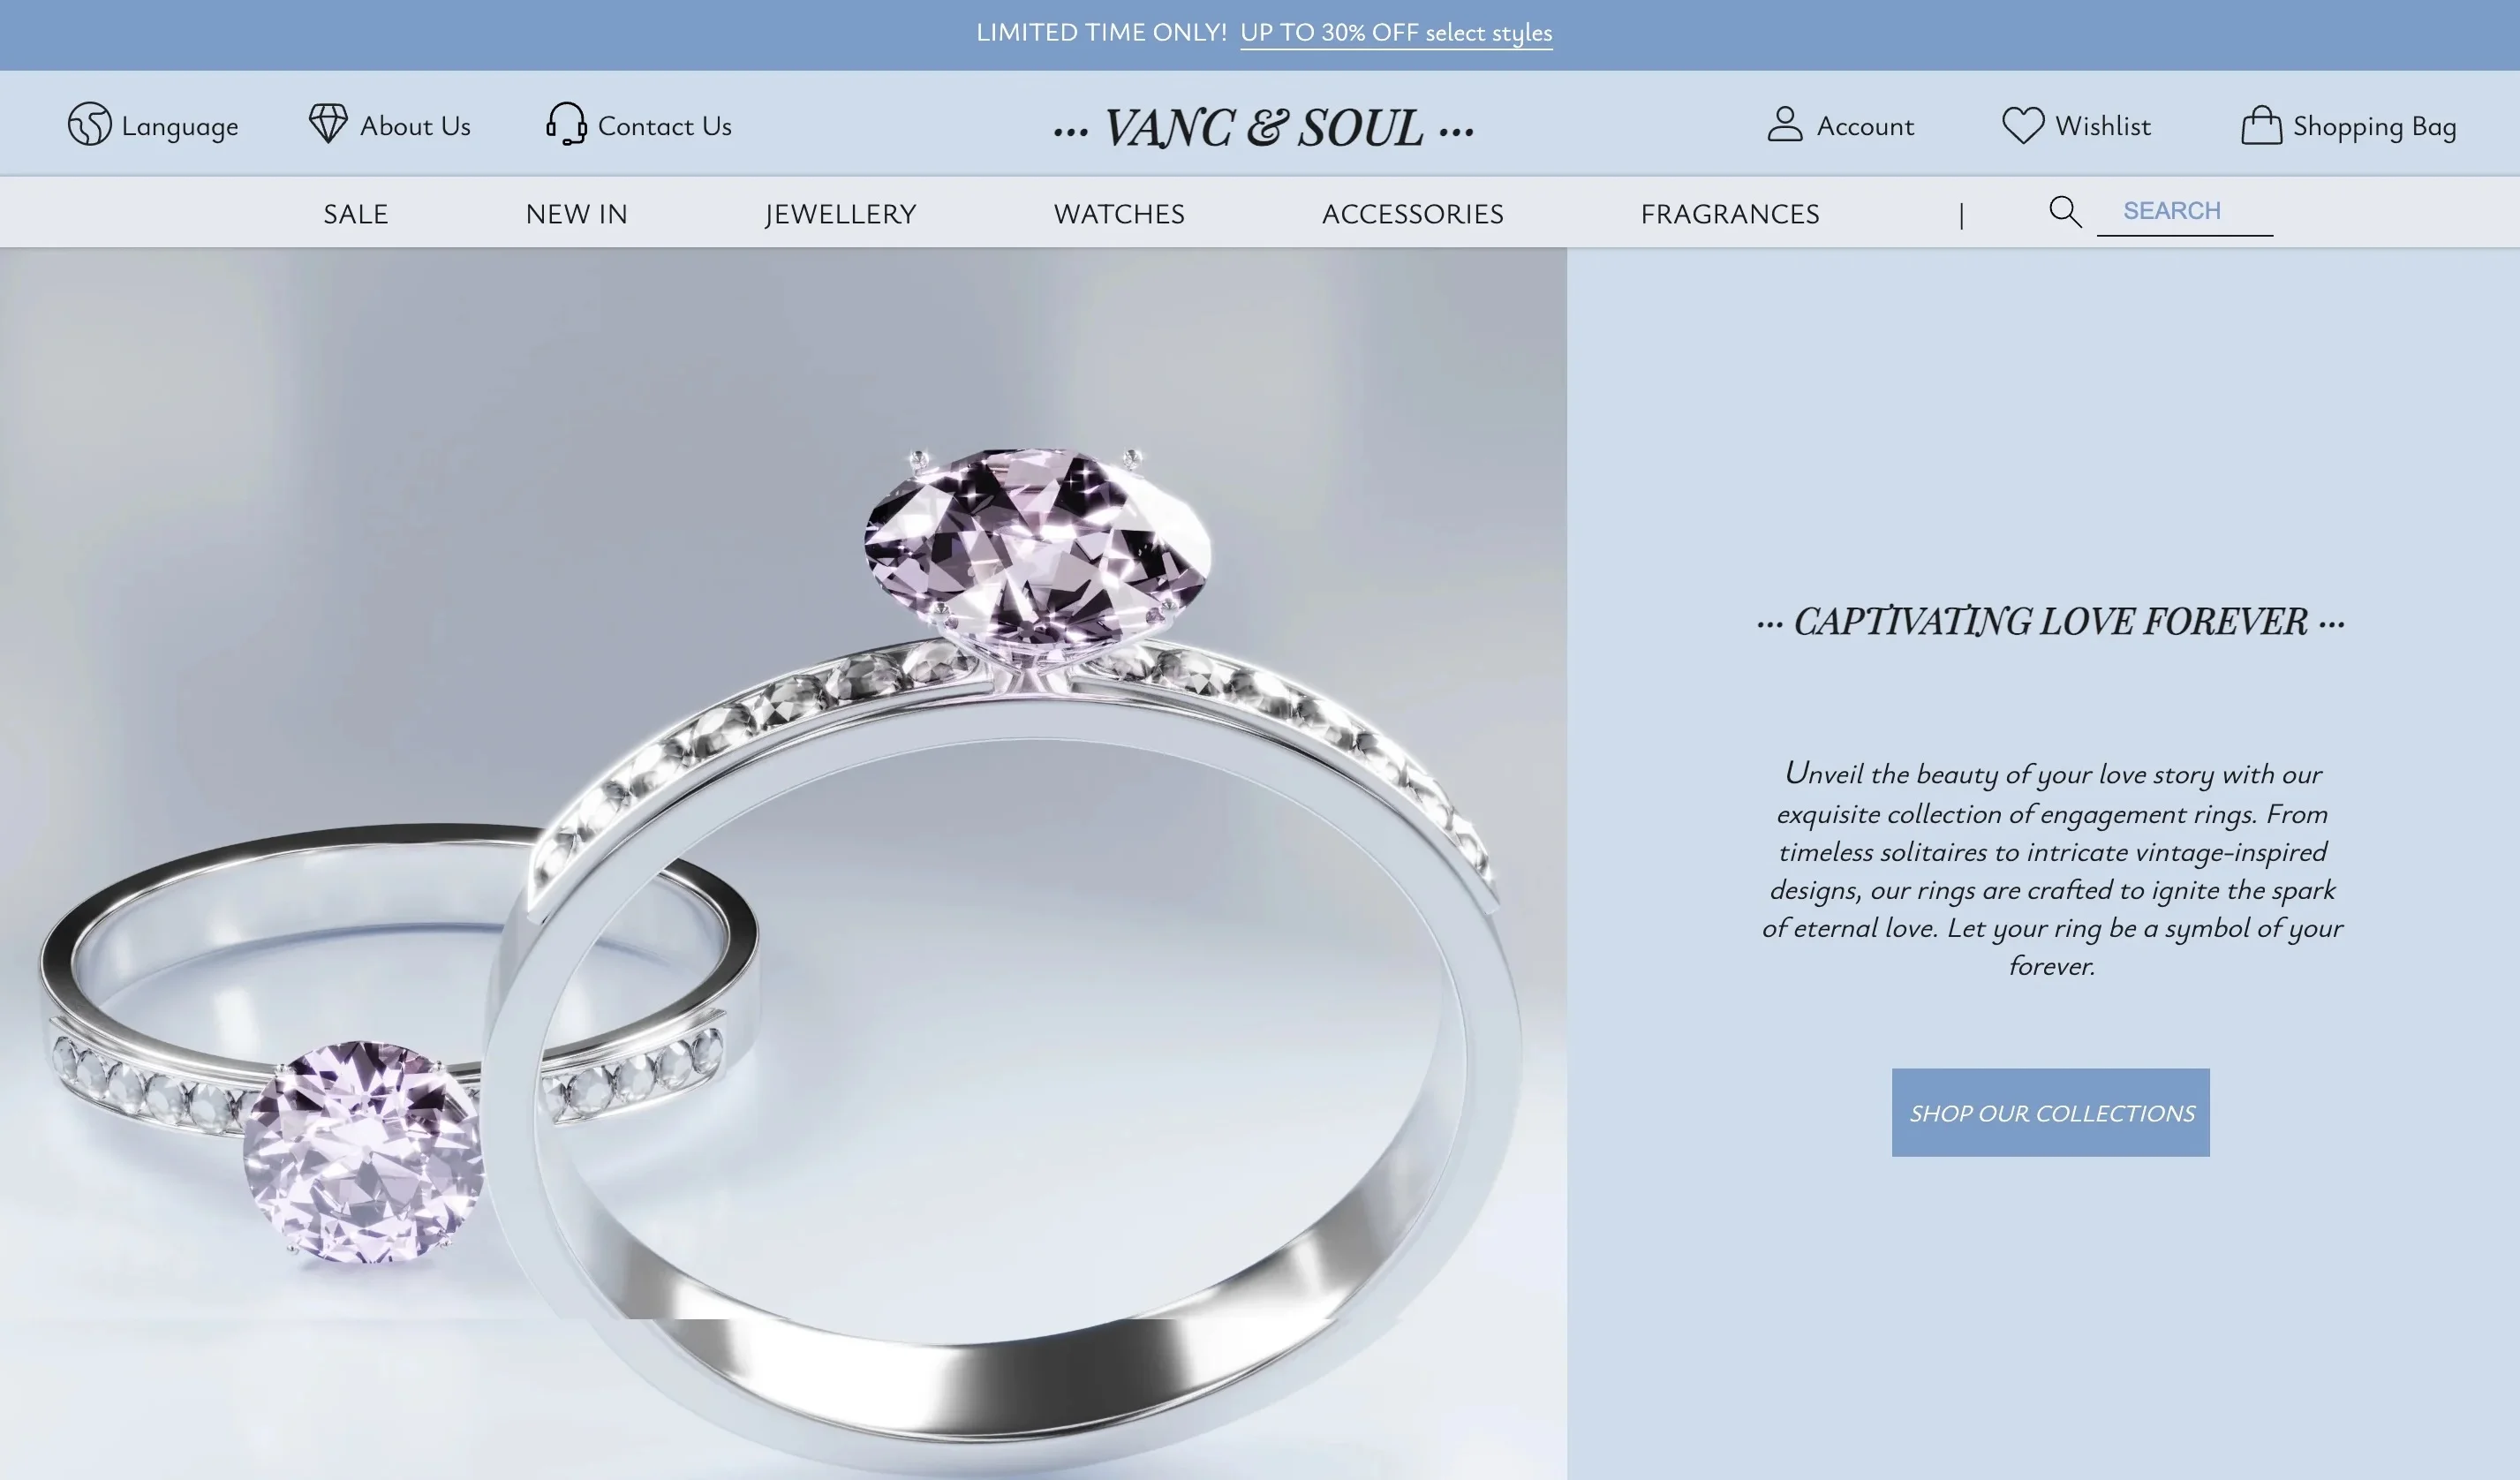 LIMITED TIME ONLY! UP TO 30% OFF select styles
Language About Us Contact Us ··· VANC & SOUL ··· Account Wishlist Shopping Bag
SALE NEW IN JEWELLERY WATCHES ACCESSORIES FRAGRANCES | SEARCH
··· CAPTIVATING LOVE FOREVER ···
Unveil the beauty of your love story with our
exquisite collection of engagement rings. From
timeless solitaires to intricate vintage-inspired
designs, our rings are crafted to ignite the spark
of eternal love. Let your ring be a symbol of your
forever.
SHOP OUR COLLECTIONS